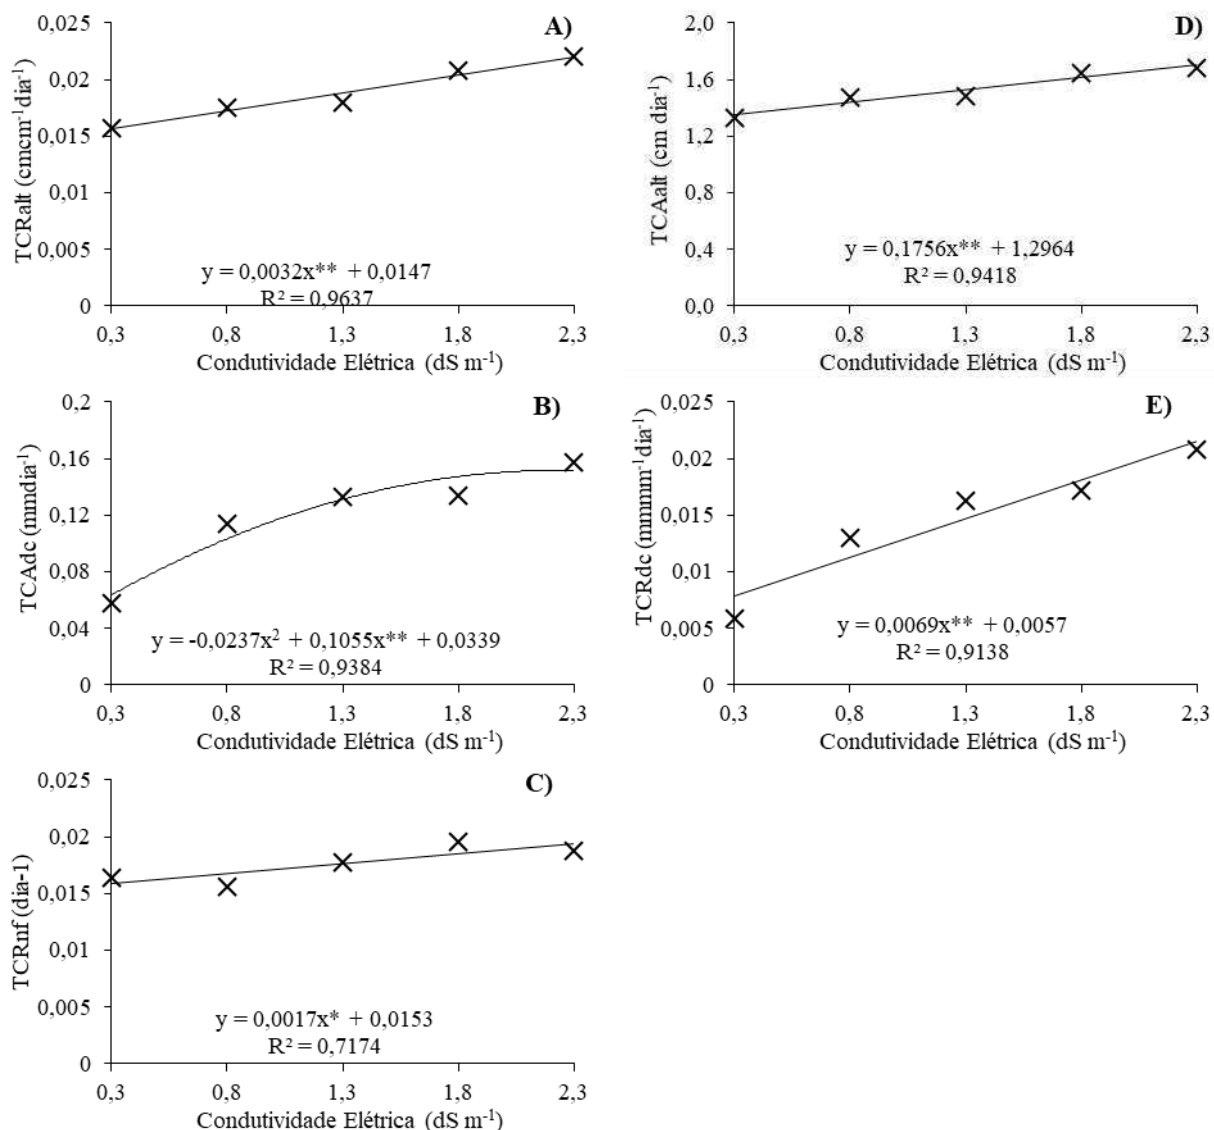 A)
TCRalt (cmcm⁻¹dia⁻¹)
0,025
0,02
0,015
0,01
0,005
0
y = 0,0032x** + 0,0147
R² = 0,9637
0,3 0,8 1,3 1,8 2,3
Condutividade Elétrica (dS m⁻¹)
D)
TCAalt (cm dia⁻¹)
2,0
1,6
1,2
0,8
0,4
0,0
y = 0,1756x** + 1,2964
R² = 0,9418
0,3 0,8 1,3 1,8 2,3
Condutividade Elétrica (dS m⁻¹)
B)
TCAdc (mmdia⁻¹)
0,2
0,16
0,12
0,08
0,04
0
y = -0,0237x² + 0,1055x** + 0,0339
R² = 0,9384
0,3 0,8 1,3 1,8 2,3
Condutividade Elétrica (dS m⁻¹)
E)
TCRdc (mmmm⁻¹dia⁻¹)
0,025
0,02
0,015
0,01
0,005
0
y = 0,0069x** + 0,0057
R² = 0,9138
0,3 0,8 1,3 1,8 2,3
Condutividade Elétrica (dS m⁻¹)
C)
TCRnf (dia-1)
0,025
0,02
0,015
0,01
0,005
0
y = 0,0017x* + 0,0153
R² = 0,7174
0,3 0,8 1,3 1,8 2,3
Condutividade Elétrica (dS m⁻¹)